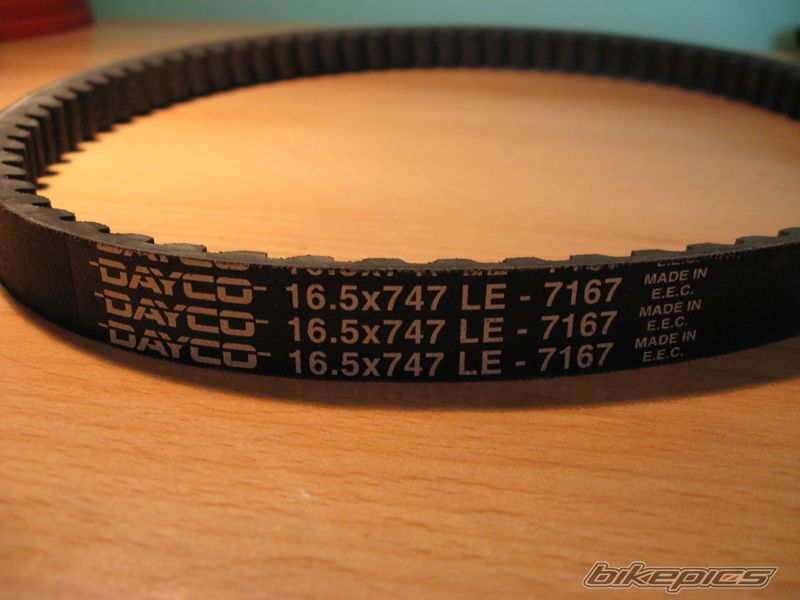 DAYCO 16.5x747 LE - 7167 MADE IN E.E.C.
DAYCO 16.5x747 LE - 7167 MADE IN E.E.C.
DAYCO 16.5x747 LE - 7167 MADE IN E.E.C.
bikepics